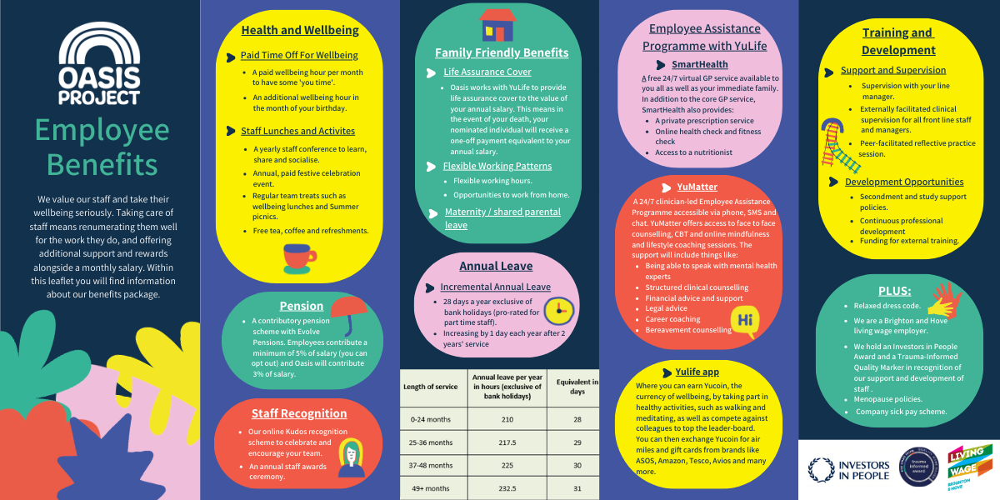 OASIS
PROJECT
Employee
Benefits
We value our staff and take their
wellbeing seriously. Taking care of
staff means renumerating them well
for the work they do, and offering
additional support and rewards
alongside a monthly salary. Within
this leaflet you will find information
about our benefits package.
Health and Wellbeing
Paid Time Off For Wellbeing
A paid wellbeing hour per month
to have some 'you time'.
An additional wellbeing hour in
the month of your birthday.
Staff Lunches and Activites
A yearly staff conference to learn,
share and socialise.
Annual, paid festive celebration
event.
Regular team treats such as
wellbeing lunches and Summer
picnics.
Free tea, coffee and refreshments.
Pension
A contributory pension
scheme with Evolve
Pensions. Employees contribute a
minimum of 5% of salary (you can
opt out) and Oasis will contribute
3% of salary.
Staff Recognition
Our online Kudos recognition
scheme to celebrate and
encourage your team.
An annual staff awards
ceremony.
Family Friendly Benefits
Life Assurance Cover
Oasis works with YuLife to provide
life assurance cover to the value of
your annual salary. This means in
the event of your death, your
nominated individual will receive a
one-off payment equivalent to your
annual salary.
Flexible Working Patterns
Flexible working hours.
Opportunities to work from home.
Maternity / shared parental
leave
Annual Leave
Incremental Annual Leave
28 days a year exclusive of
bank holidays (pro-rated for
part time staff).
Increasing by 1 day each year after 2
years' service
Length of service
Annual leave per year
in hours (exclusive of
bank holidays)
Equivalent in
days
0-24 months 210 28
25-36 months 217.5 29
37-48 months 225 30
49+ months 232.5 31
Employee Assistance
Programme with YuLife
SmartHealth
A free 24/7 virtual GP service available to
you all as well as your immediate family.
In addition to the core GP service,
SmartHealth also provides:
A private prescription service
Online health check and fitness
check
Access to a nutritionist
YuMatter
A 24/7 clinician-led Employee Assistance
Programme accessible via phone, SMS and
chat. YuMatter offers access to face to face
counselling, CBT and online mindfulness
and lifestyle coaching sessions. The
support will include things like:
Being able to speak with mental health
experts
Structured clinical counselling
Financial advice and support
Legal advice
Career coaching
Bereavement counselling
Hi
Yulife app
Where you can earn Yucoin, the
currency of wellbeing, by taking part in
healthy activities, such as walking and
meditating, as well as compete against
colleagues to top the leader-board.
You can then exchange Yucoin for air
miles and gift cards from brands like
ASOS, Amazon, Tesco, Avios and many
more.
Training and
Development
Support and Supervision
Supervision with your line
manager.
Externally facilitated clinical
supervision for all front line staff
and managers.
Peer-facilitated reflective practice
session.
Development Opportunities
Secondment and study support
policies.
Continuous professional
development
Funding for external training.
PLUS:
Relaxed dress code.
We are a Brighton and Hove
living wage employer.
We hold an Investors in People
Award and a Trauma-Informed
Quality Marker in recognition of
our support and development of
staff .
Menopause policies.
Company sick pay scheme.
INVESTORS
IN PEOPLE
trauma
informed
award
LIVING
WAGE
BRIGHTON
& HOVE